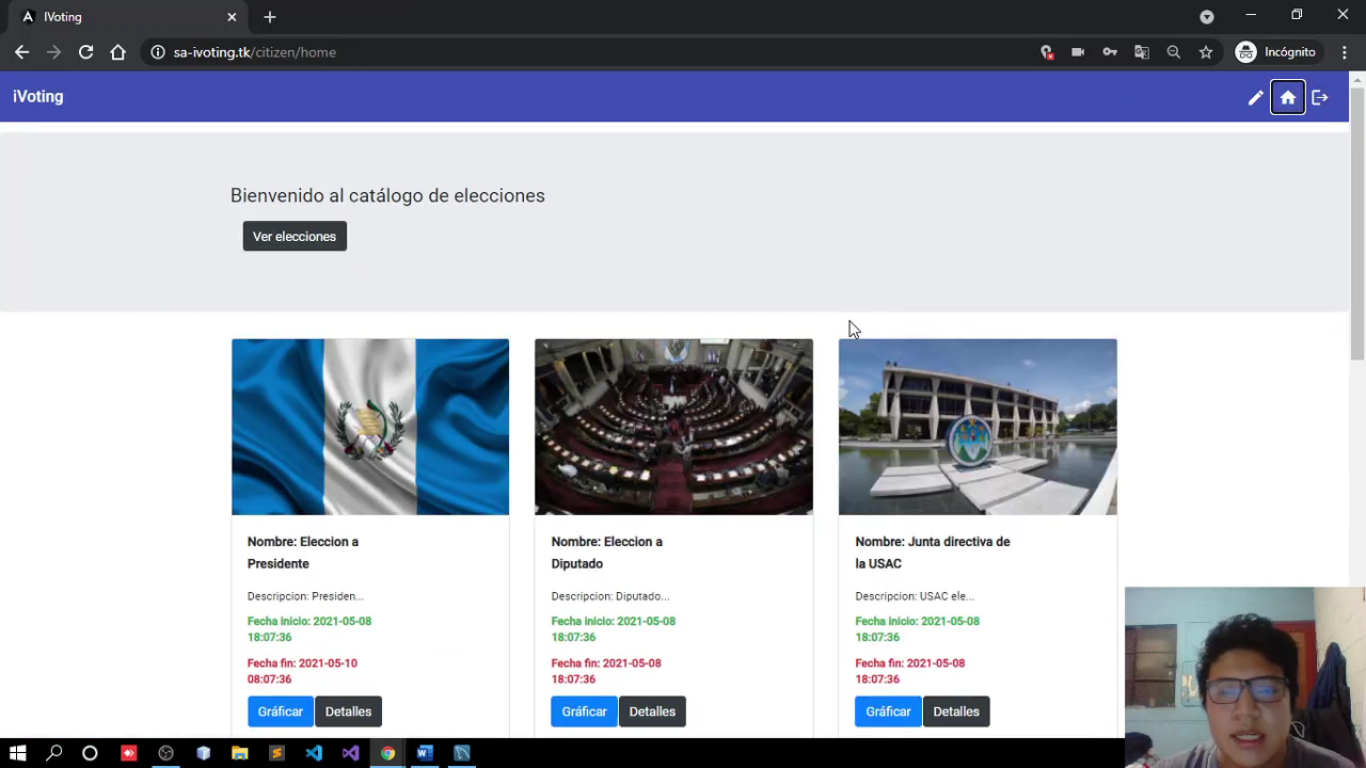 IVoting
sa-ivoting.tk/citizen/home
Incógnito
iVoting
Bienvenido al catálogo de elecciones
Ver elecciones
Nombre: Eleccion a
Presidente
Descripcion: Presiden...
Fecha inicio: 2021-05-08
18:07:36
Fecha fin: 2021-05-10
08:07:36
Gráficar
Detalles
Nombre: Eleccion a
Diputado
Descripcion: Diputado...
Fecha inicio: 2021-05-08
18:07:36
Fecha fin: 2021-05-08
18:07:36
Gráficar
Detalles
Nombre: Junta directiva de
la USAC
Descripcion: USAC ele...
Fecha inicio: 2021-05-08
18:07:36
Fecha fin: 2021-05-08
18:07:36
Gráficar
Detalles